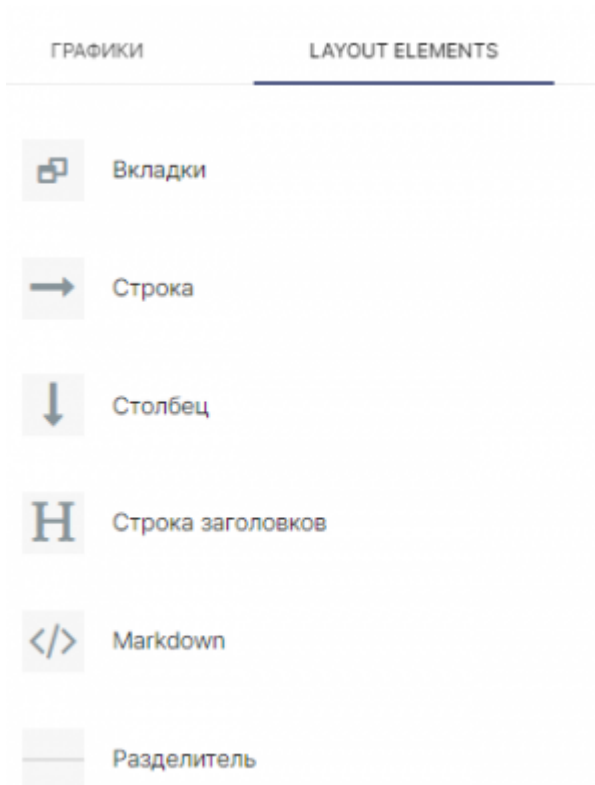 ГРАФИКИ LAYOUT ELEMENTS
Вкладки
Строка
Столбец
H Строка заголовков
</> Markdown
Разделитель